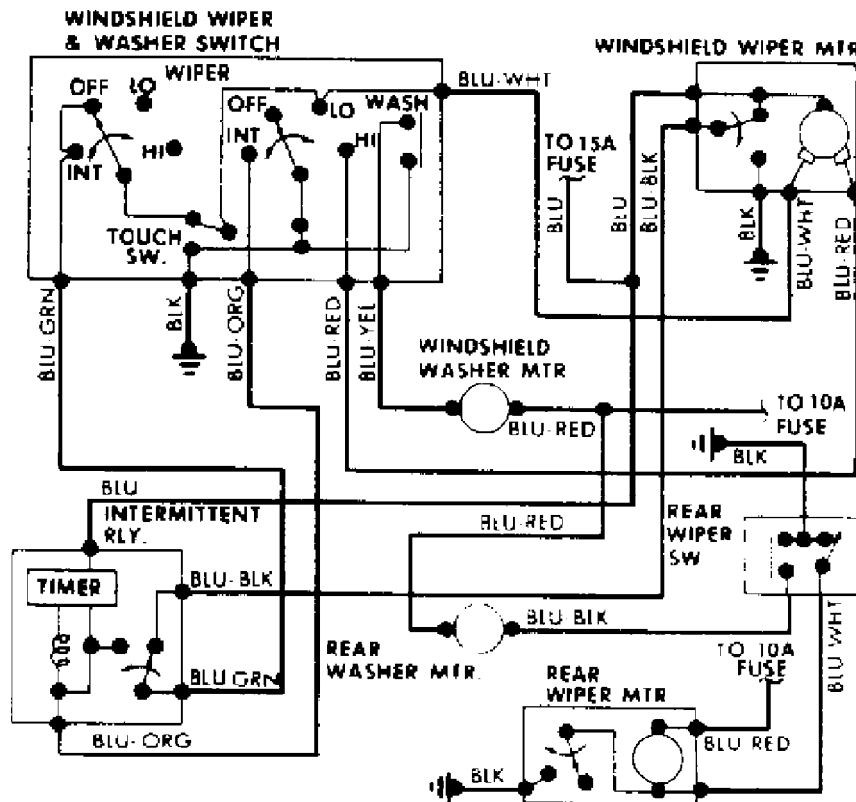 WINDSHIELD WIPER
& WASHER SWITCH
WINDSHIELD WIPER MTR
WIPER
OFF
LO
OFF
LO
WASH
BLU-WHT
INT
HI
INT
HI
TO 15A
FUSE
BLU
BLU
BLU-BLK
BLK
BLU-WHT
BLU-RED
TOUCH
SW.
BLU-GRN
BLK
BLU-ORG
BLU-RED
BLU-YEL
WINDSHIELD
WASHER MTR
BLU-RED
TO 10A
FUSE
BLK
BLU
INTERMITTENT
RLY.
BLU-RED
REAR
WIPER
SW
TIMER
BLU-BLK
BLU-BLK
BLU WHT
REAR
WASHER MTR.
BLU GRN
TO 10A
FUSE
REAR
WIPER MTR
BLU-ORG
BLU RED
BLK